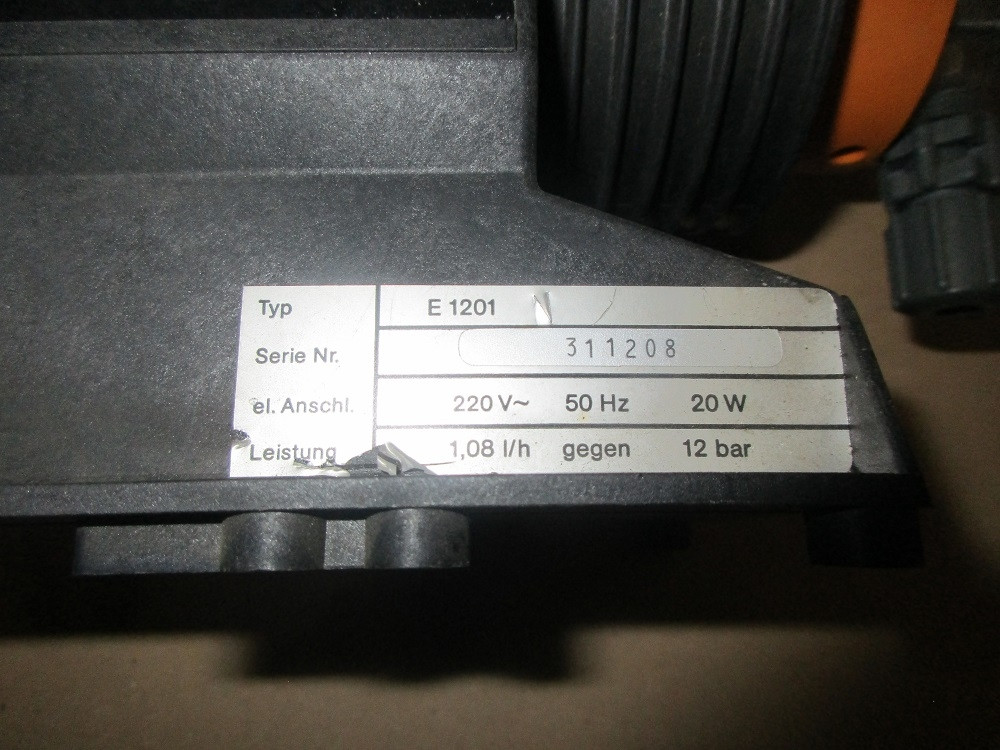 Typ E 1201
Serie Nr. 311208
el. Anschl. 220 V~ 50 Hz 20 W
Leistung 1,08 l/h gegen 12 bar